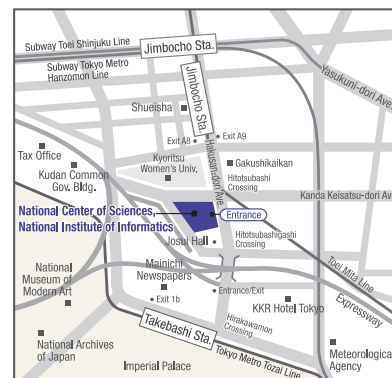 Subway Toei Shinjuku Line
Jimbocho Sta.
Subway Tokyo Metro
Hanzomon Line
Yasukuni-dori Ave.
Shueisha
Jimbocho Sta.
Exit A8
Exit A9
Hakusan-dori Ave.
Tax Office
Kyoritsu
Women's Univ.
Gakushikaikan
Kudan Common
Gov. Bldg.
Hitotsubashi
Crossing
Kanda Keisatsu-dori Ave.
National Center of Sciences,
National Institute of Informatics
Entrance
Josui Hall
Hitotsubashigashi
Crossing
National
Museum of
Modern Art
Mainichi
Newspapers
Toei Mita Line
Expressway
Exit 1b
Entrance/Exit
KKR Hotel Tokyo
Takebashi Sta.
Hirakawamon
Crossing
National Archives
of Japan
Meteorological
Agency
Imperial Palace
Tokyo Metro Tozai Line